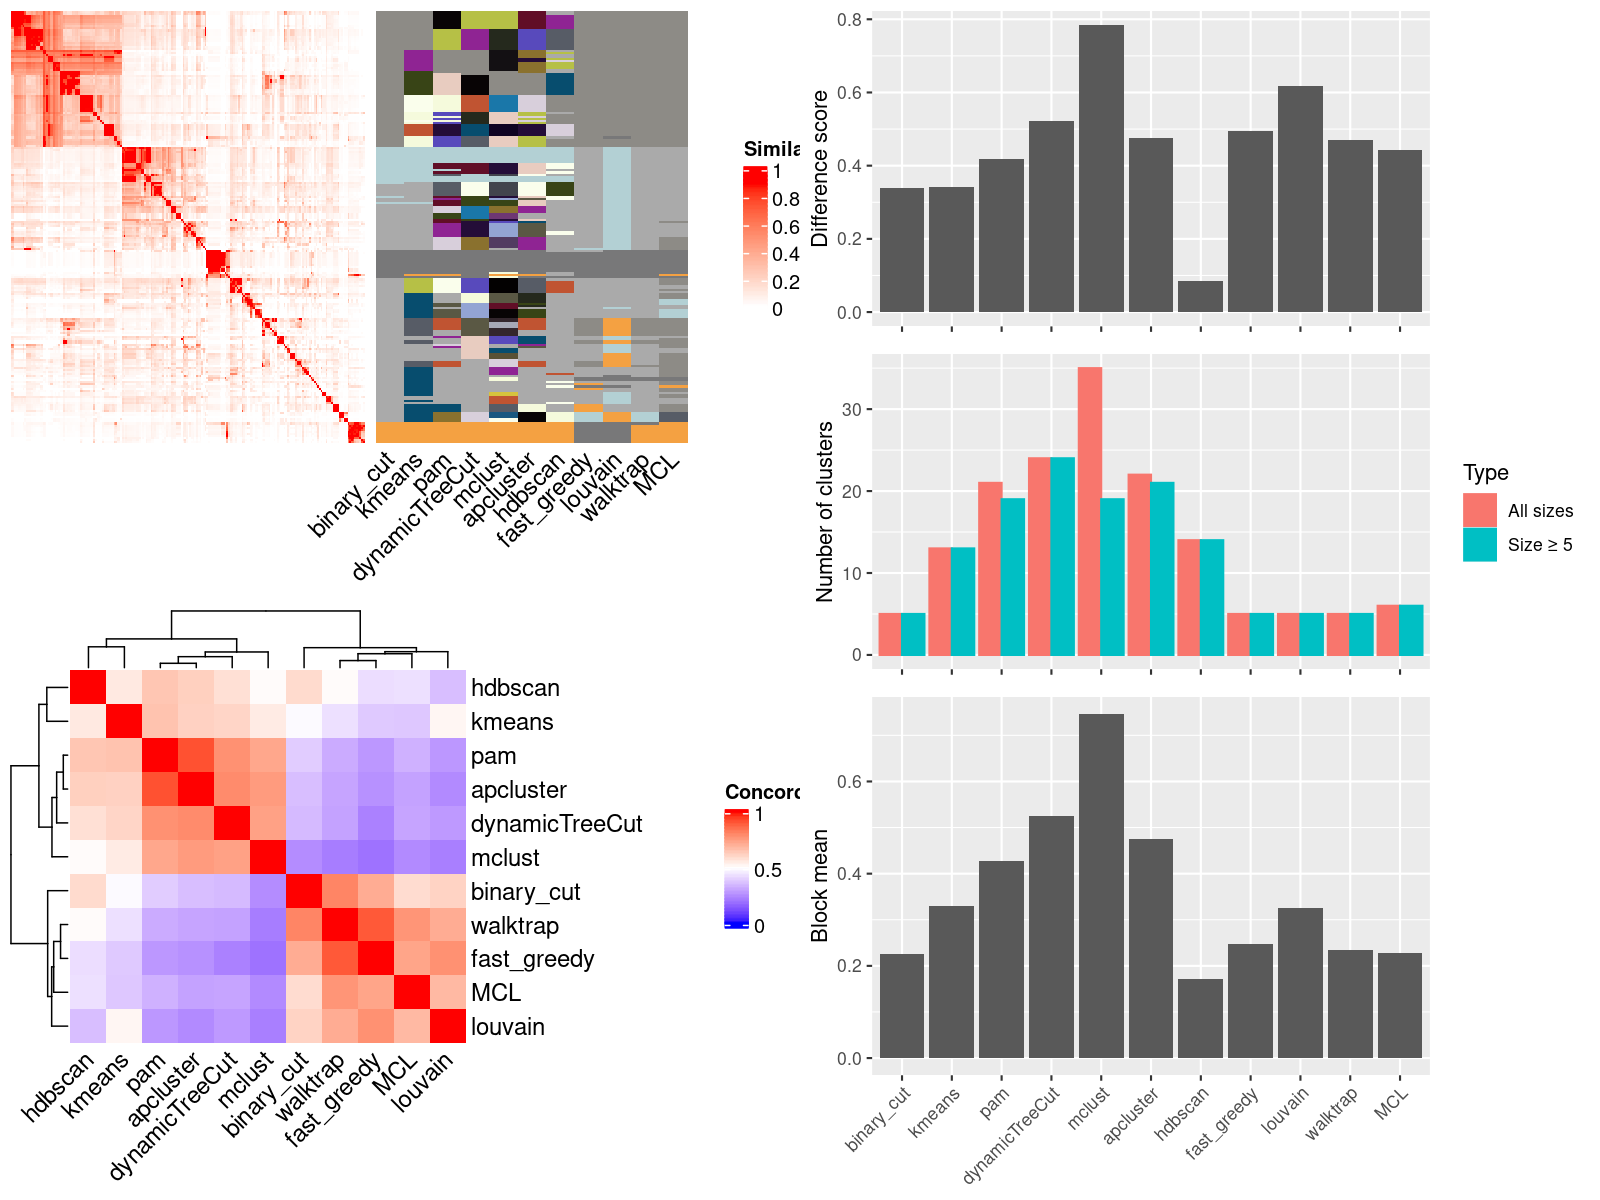 Simila
1
0.8
0.6
0.4
0.2
0
binary_cut
kmeans
pam
dynamicTreeCut
mclust
apcluster
hdbscan
fast_greedy
louvain
walktrap
MCL
hdbscan
kmeans
pam
apcluster
dynamicTreeCut
mclust
binary_cut
walktrap
fast_greedy
MCL
louvain
hdbscan
kmeans
pam
apcluster
dynamicTreeCut
mclust
binary_cut
walktrap
fast_greedy
MCL
louvain
Concord
1
0.5
0
Difference score
0.8
0.6
0.4
0.2
0.0
Number of clusters
30
20
10
0
Type
All sizes
Size ≥ 5
Block mean
0.6
0.4
0.2
0.0
binary_cut
kmeans
pam
dynamicTreeCut
mclust
apcluster
hdbscan
fast_greedy
louvain
walktrap
MCL